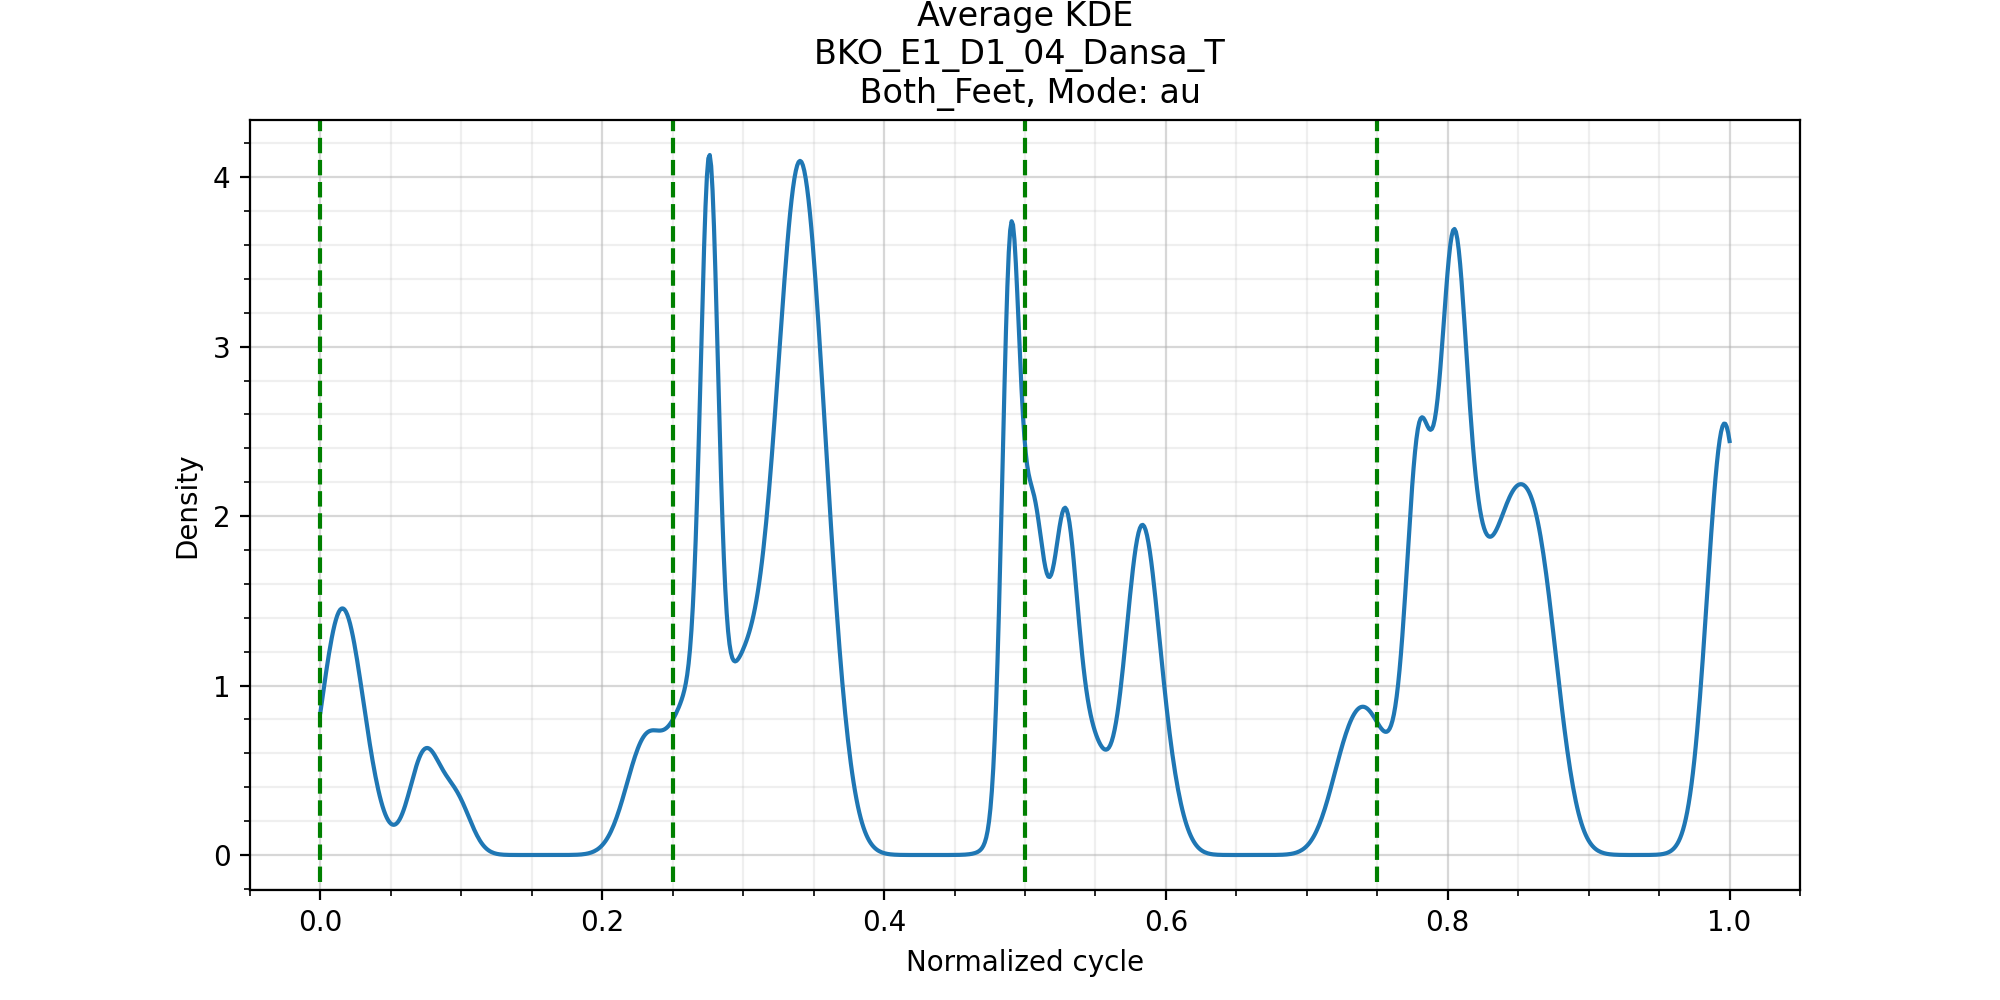 Average KDE
BKO_E1_D1_04_Dansa_T
Both_Feet, Mode: au
Density
4
3
2
1
0
0.0 0.2 0.4 0.6 0.8 1.0
Normalized cycle